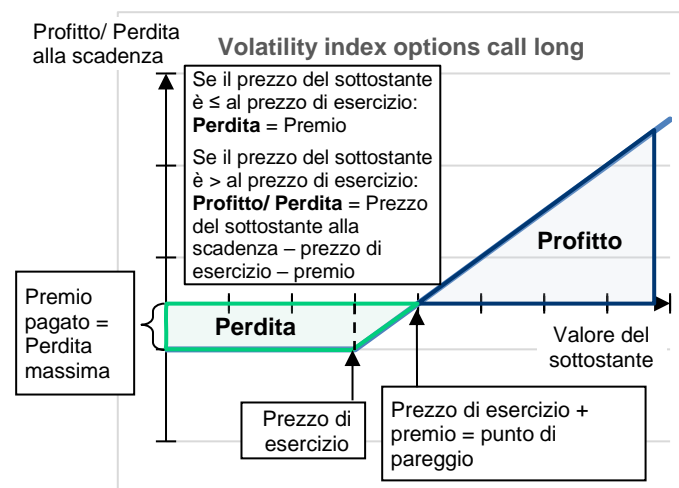 Profitto/ Perdita
alla scadenza
Volatility index options call long
Se il prezzo del sottostante
è ≤ al prezzo di esercizio:
Perdita = Premio
Se il prezzo del sottostante
è > al prezzo di esercizio:
Profitto/ Perdita = Prezzo
del sottostante alla
scadenza – prezzo di
esercizio – premio
Profitto
Premio
pagato =
Perdita
massima
Perdita
Valore del
sottostante
Prezzo di
esercizio
Prezzo di esercizio +
premio = punto di
pareggio